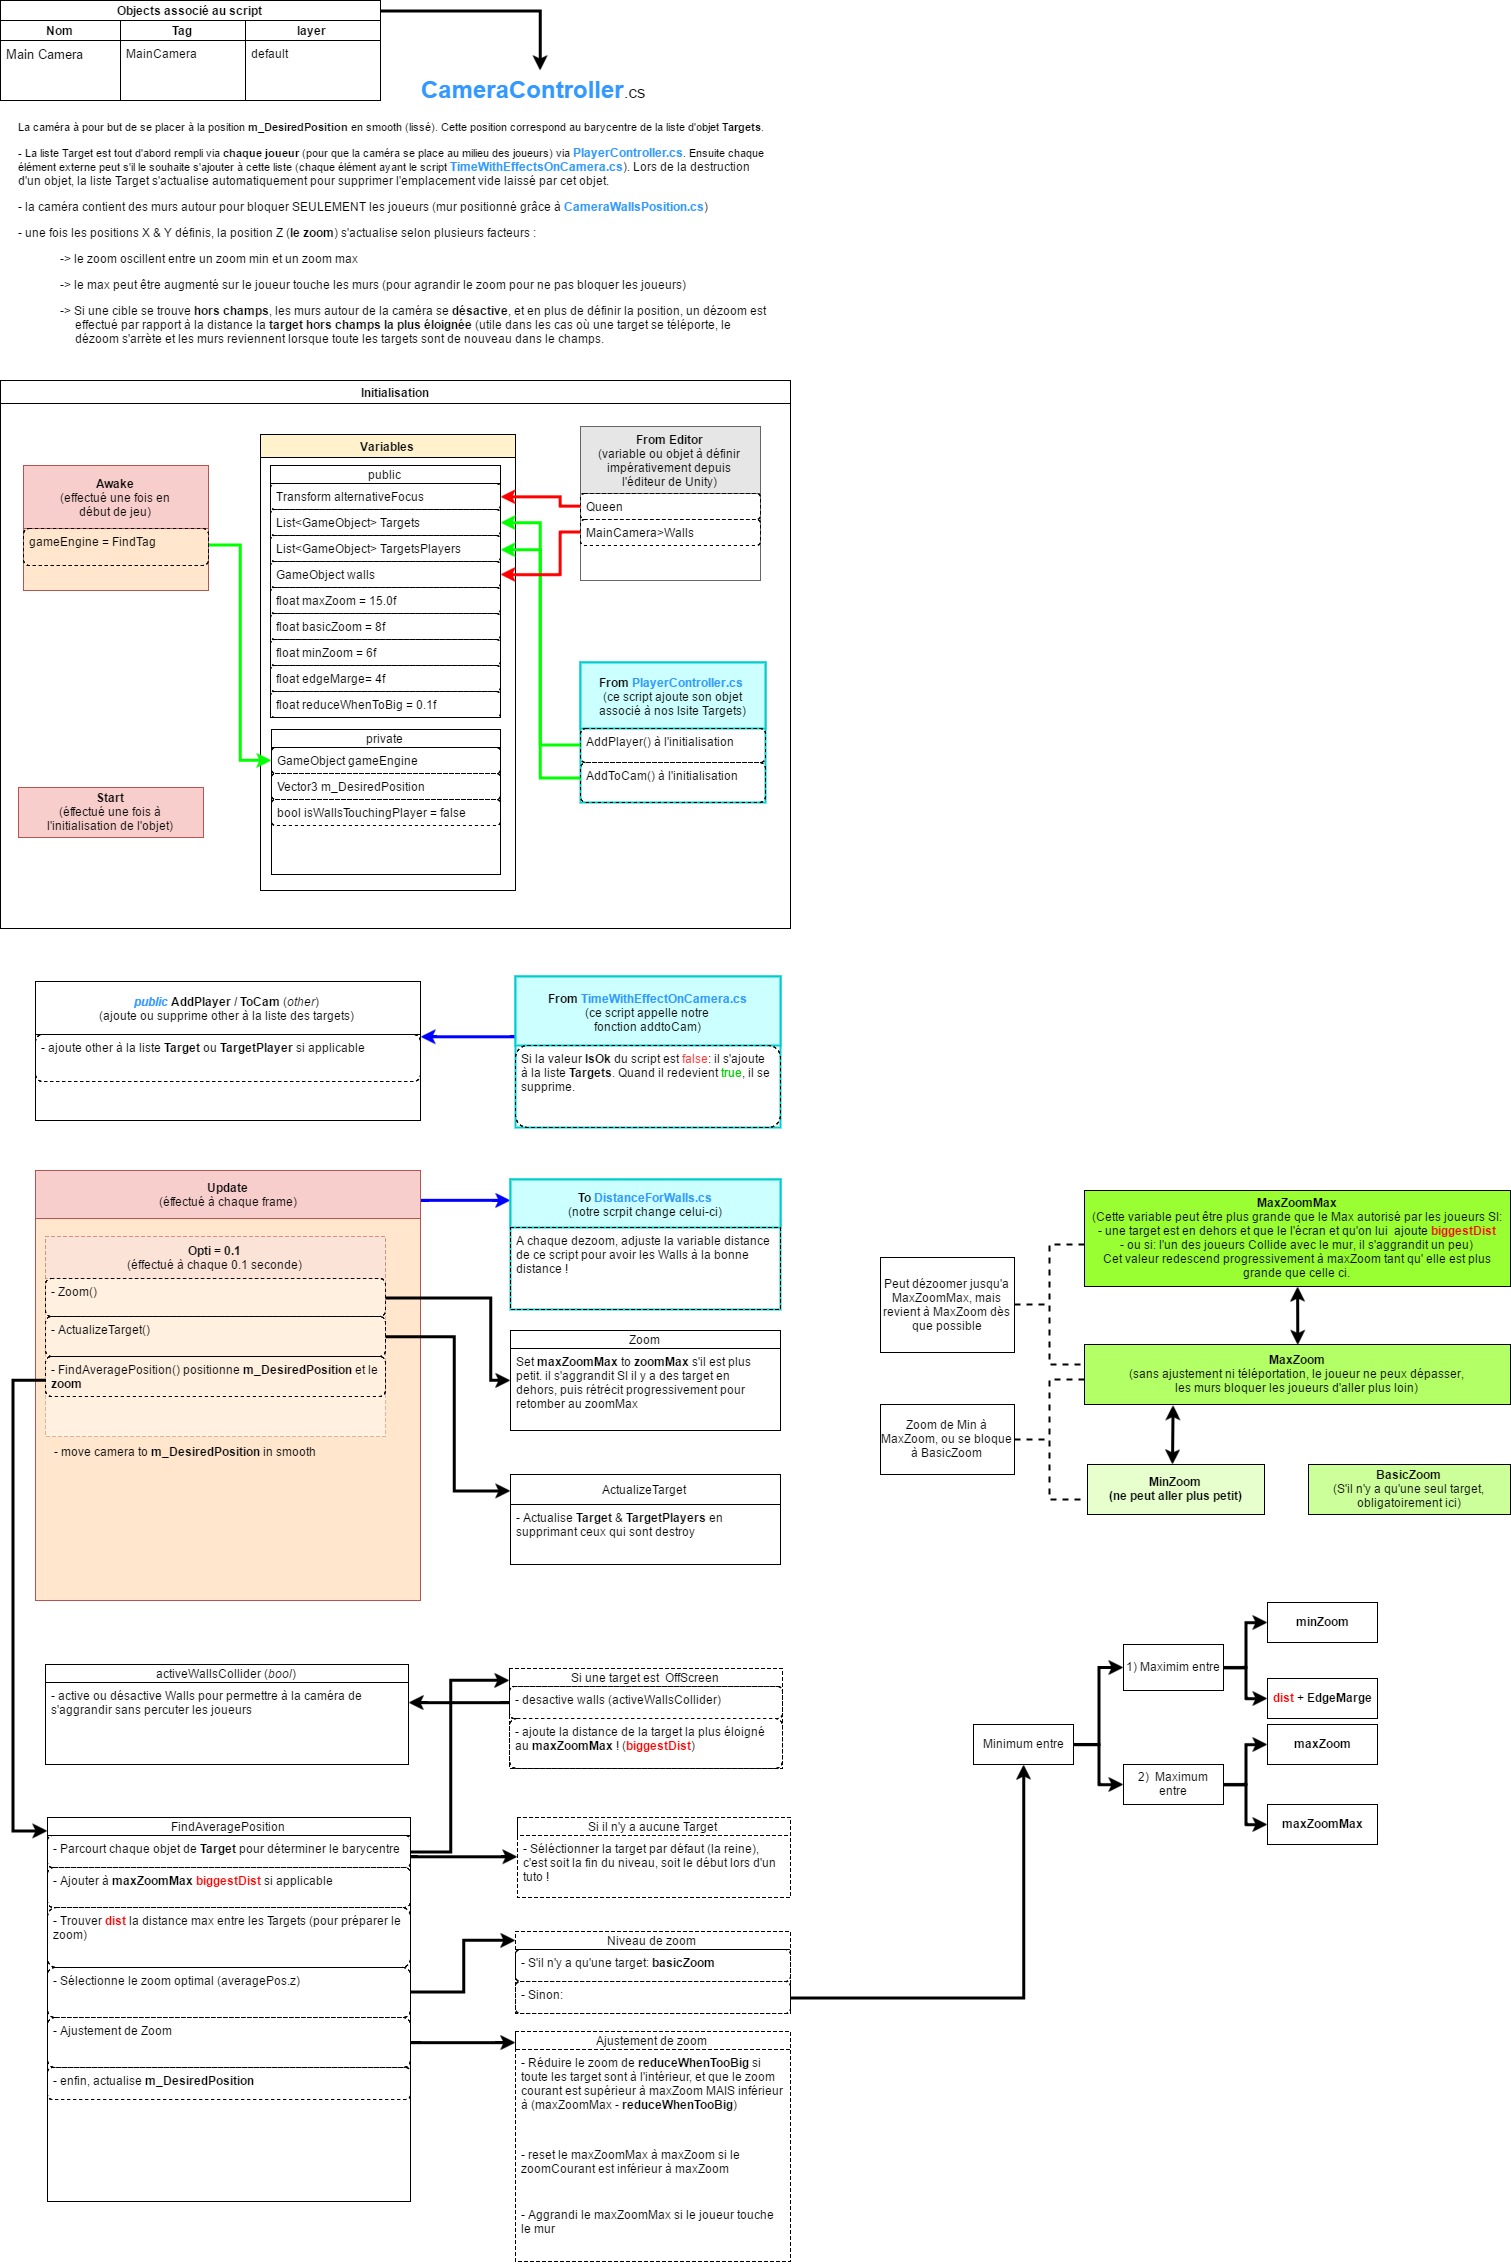 Objects associé au script
Nom Tag layer
Main Camera MainCamera default
CameraController.cs
La caméra à pour but de se placer à la position m_DesiredPosition en smooth (lissé). Cette position correspond au barycentre de la liste d'objet Targets.
- La liste Target est tout d'abord rempli via chaque joueur (pour que la caméra se place au milieu des joueurs) via PlayerController.cs. Ensuite chaque
élément externe peut s'il le souhaite s'ajouter à cette liste (chaque élément ayant le script TimeWithEffectsOnCamera.cs). Lors de la destruction
d'un objet, la liste Target s'actualise automatiquement pour supprimer l'emplacement vide laissé par cet objet.
- la caméra contient des murs autour pour bloquer SEULEMENT les joueurs (mur positionné grâce à CameraWallsPosition.cs)
- une fois les positions X & Y définis, la position Z (le zoom) s'actualise selon plusieurs facteurs :
-> le zoom oscillent entre un zoom min et un zoom max
-> le max peut être augmenté sur le joueur touche les murs (pour agrandir le zoom pour ne pas bloquer les joueurs)
-> Si une cible se trouve hors champs, les murs autour de la caméra se désactive, et en plus de définir la position, un dézoom est
effectué par rapport à la distance la target hors champs la plus éloignée (utile dans les cas où une target se téléporte, le
dézoom s'arrète et les murs reviennent lorsque toute les targets sont de nouveau dans le champs.
Initialisation
Awake
(effectué une fois en
début de jeu)
gameEngine = FindTag
Start
(éffectué une fois à
l'initialisation de l'objet)
Variables
public
Transform alternativeFocus
List<GameObject> Targets
List<GameObject> TargetsPlayers
GameObject walls
float maxZoom = 15.0f
float basicZoom = 8f
float minZoom = 6f
float edgeMarge= 4f
float reduceWhenToBig = 0.1f
private
GameObject gameEngine
Vector3 m_DesiredPosition
bool isWallsTouchingPlayer = false
From Editor
(variable ou objet à définir
impérativement depuis
l'éditeur de Unity)
Queen
MainCamera>Walls
From PlayerController.cs
(ce script ajoute son objet
associé à nos lsite Targets)
AddPlayer() à l'initialisation
AddToCam() à l'initialisation
public AddPlayer / ToCam (other)
(ajoute ou supprime other à la liste des targets)
- ajoute other à la liste Target ou TargetPlayer si applicable
From TimeWithEffectOnCamera.cs
(ce script appelle notre
fonction addtoCam)
Si la valeur IsOk du script est false: il s'ajoute
à la liste Targets. Quand il redevient true, il se
supprime.
Update
(éffectué à chaque frame)
Opti = 0.1
(éffectué à chaque 0.1 seconde)
- Zoom()
- ActualizeTarget()
- FindAveragePosition() positionne m_DesiredPosition et le
zoom
- move camera to m_DesiredPosition in smooth
To DistanceForWalls.cs
(notre scrpit change celui-ci)
A chaque dezoom, adjuste la variable distance
de ce script pour avoir les Walls à la bonne
distance !
Zoom
Set maxZoomMax to zoomMax s'il est plus
petit. il s'aggrandit SI il y a des target en
dehors, puis rétrécit progressivement pour
retomber au zoomMax
ActualizeTarget
- Actualise Target & TargetPlayers en
supprimant ceux qui sont destroy
Peut dézoomer jusqu'a
MaxZoomMax, mais
revient à MaxZoom dès
que possible
Zoom de Min à
MaxZoom, ou se bloque
à BasicZoom
MaxZoomMax
(Cette variable peut être plus grande que le Max autorisé par les joueurs SI:
- une target est en dehors et que le l'écran et qu'on lui ajoute biggestDist
- ou si: l'un des joueurs Collide avec le mur, il s'aggrandit un peu)
Cet valeur redescend progressivement à maxZoom tant qu' elle est plus
grande que celle ci.
MaxZoom
(sans ajustement ni téléportation, le joueur ne peux dépasser,
les murs bloquer les joueurs d'aller plus loin)
MinZoom
(ne peut aller plus petit)
BasicZoom
(S'il n'y a qu'une seul target,
obligatoirement ici)
activeWallsCollider (bool)
- active ou désactive Walls pour permettre à la caméra de
s'aggrandir sans percuter les joueurs
Si une target est OffScreen
- desactive walls (activeWallsCollider)
- ajoute la distance de la target la plus éloigné
au maxZoomMax ! (biggestDist)
FindAveragePosition
- Parcourt chaque objet de Target pour déterminer le barycentre
- Ajouter à maxZoomMax biggestDist si applicable
- Trouver dist la distance max entre les Targets (pour préparer le
zoom)
- Sélectionne le zoom optimal (averagePos.z)
- Ajustement de Zoom
- enfin, actualise m_DesiredPosition
Si il n'y a aucune Target
- Séléctionner la target par défaut (la reine),
c'est soit la fin du niveau, soit le début lors d'un
tuto !
Niveau de zoom
- S'il n'y a qu'une target: basicZoom
- Sinon:
Ajustement de zoom
- Réduire le zoom de reduceWhenTooBig si
toute les target sont à l'intérieur, et que le zoom
courant est supérieur à maxZoom MAIS inférieur
à (maxZoomMax - reduceWhenTooBig)
- reset le maxZoomMax à maxZoom si le
zoomCourant est inférieur à maxZoom
- Aggrandi le maxZoomMax si le joueur touche
le mur
Minimum entre
1) Maximim entre
minZoom
dist + EdgeMarge
2) Maximum
entre
maxZoom
maxZoomMax